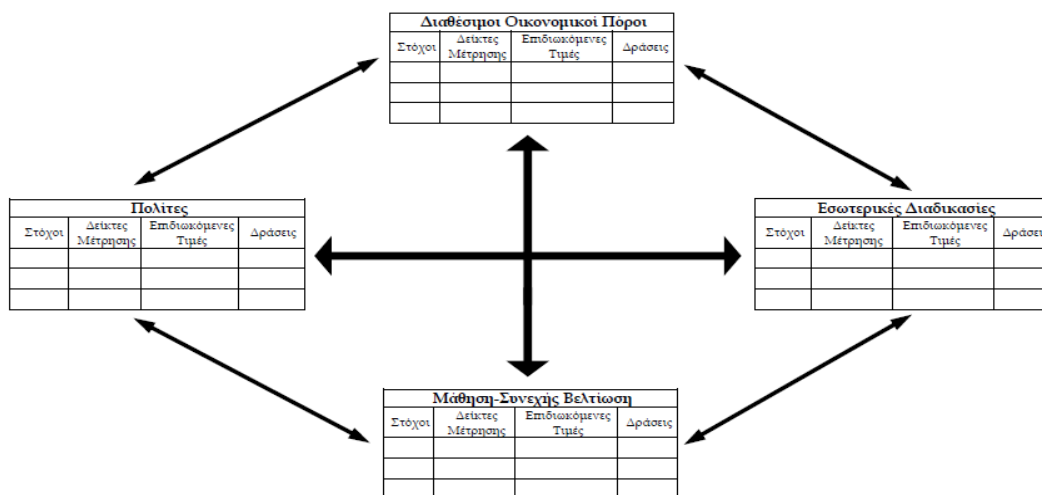 Διαθέσιμοι Οικονομικοί Πόροι
Στόχοι Δείκτες Μέτρησης Επιδιωκόμενες Τιμές Δράσεις
Πολίτες
Στόχοι Δείκτες Μέτρησης Επιδιωκόμενες Τιμές Δράσεις
Εσωτερικές Διαδικασίες
Στόχοι Δείκτες Μέτρησης Επιδιωκόμενες Τιμές Δράσεις
Μάθηση-Συνεχής Βελτίωση
Στόχοι Δείκτες Μέτρησης Επιδιωκόμενες Τιμές Δράσεις